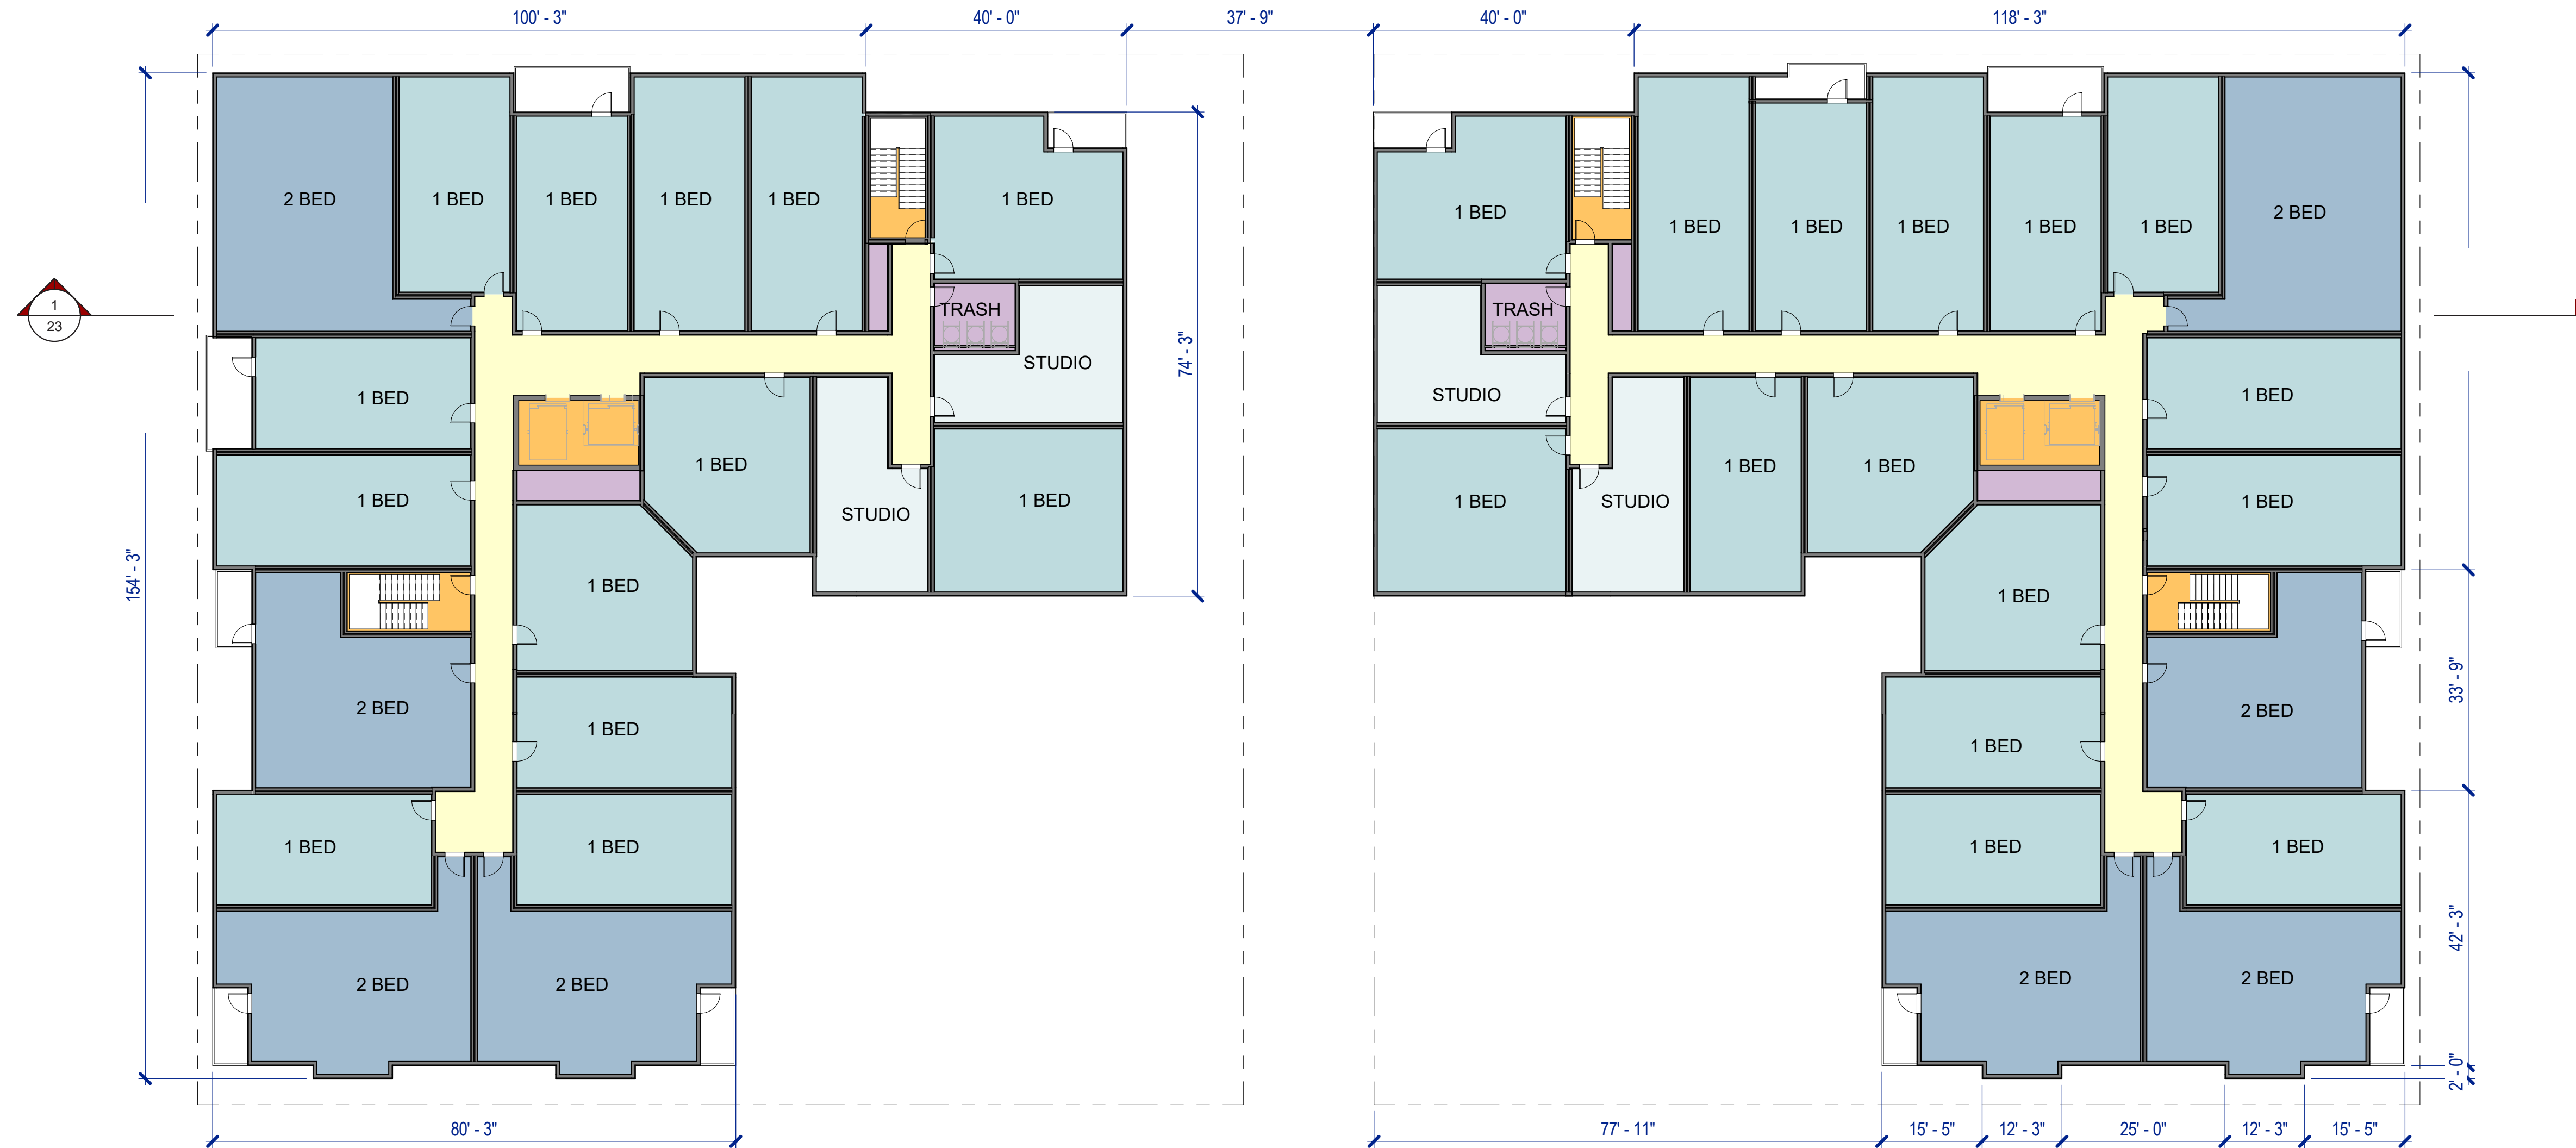 100' - 3"
40' - 0"
37' - 9"
40' - 0"
118' - 3"
2 BED
1 BED
1 BED
1 BED
1 BED
1 BED
1 BED
1 BED
1 BED
1 BED
1 BED
1 BED
2 BED
1
23
TRASH
TRASH
STUDIO
74' - 3"
1 BED
STUDIO
1 BED
1 BED
1 BED
STUDIO
1 BED
1 BED
1 BED
1 BED
1 BED
STUDIO
1 BED
1 BED
STUDIO
154' - 3"
1 BED
1 BED
33' - 9"
2 BED
1 BED
2 BED
1 BED
1 BED
1 BED
1 BED
1 BED
42' - 3"
2 BED
2 BED
2 BED
2 BED
2' - 0"
80' - 3"
77' - 11"
15' - 5"
12' - 3"
25' - 0"
12' - 3"
15' - 5"